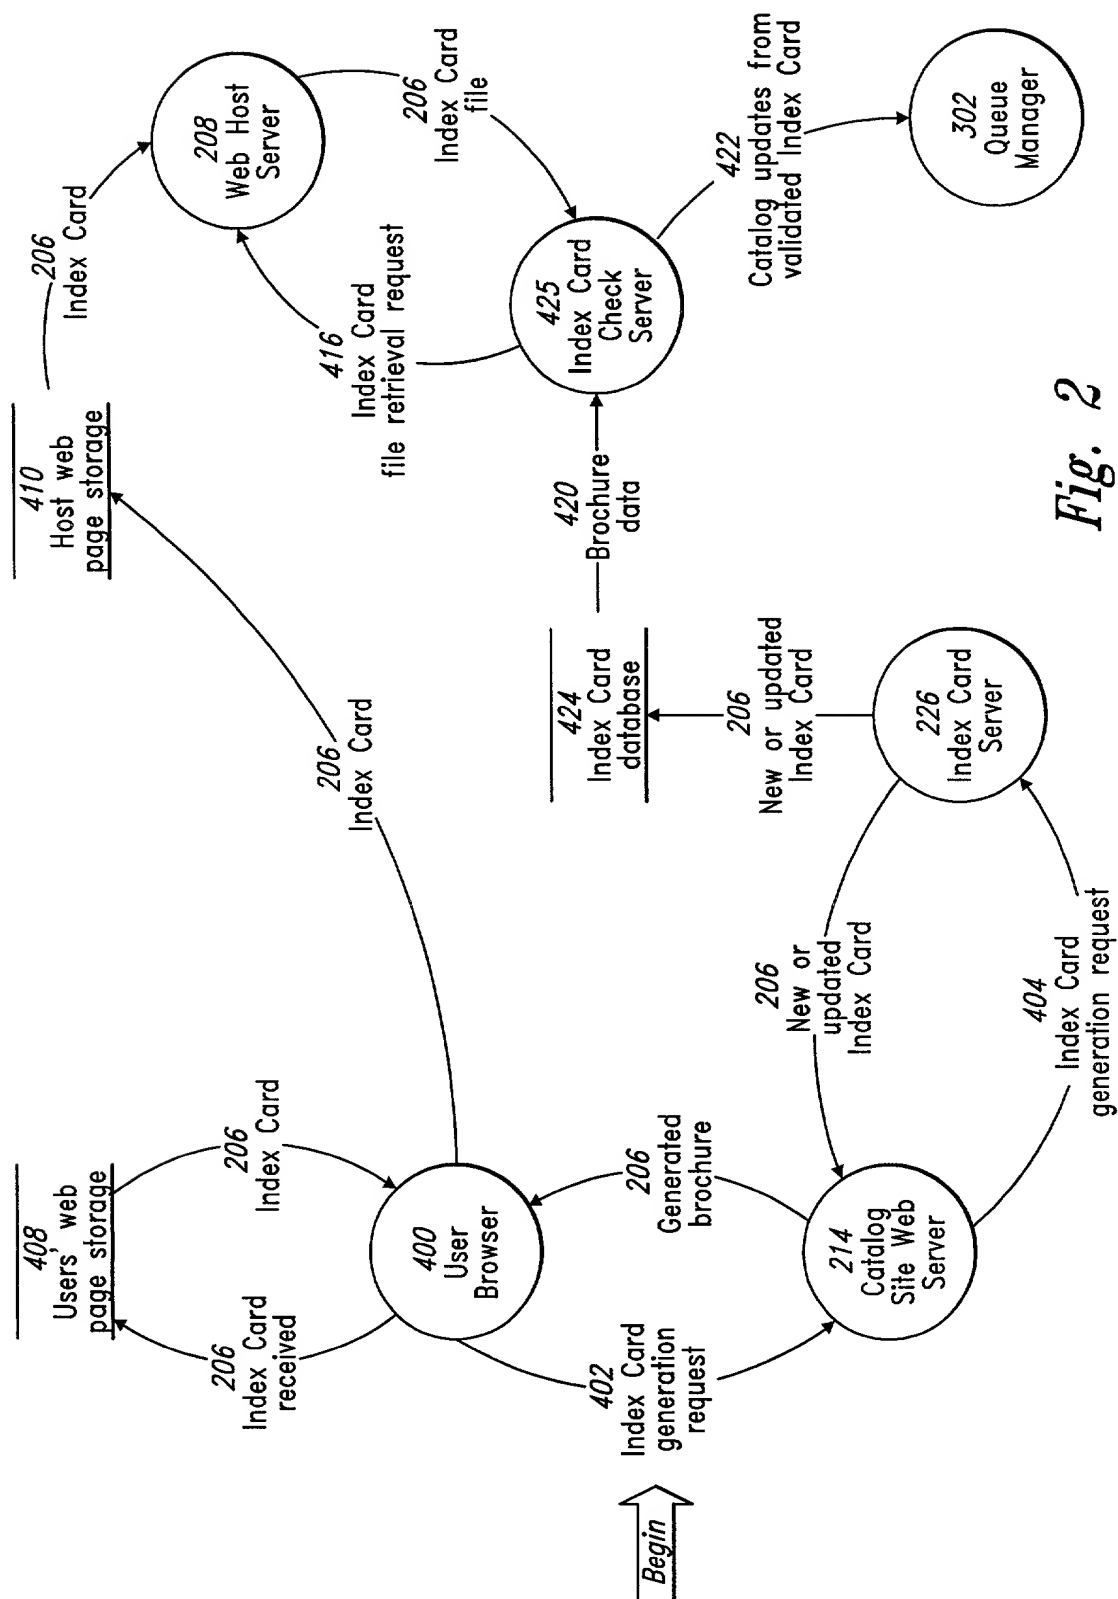 408
Users' web
page storage
206
Index Card
received
206
Index Card
400
User
Browser
Begin
402
Index Card
generation
request
206
Generated
brochure
214
Catalog
Site Web
Server
206
New or
updated
Index Card
404
Index Card
generation request
226
Index Card
Server
206
New or updated
Index Card
424
Index Card
database
206
Index Card
410
Host web
page storage
206
Index Card
208
Web Host
Server
416
Index Card
file retrieval request
206
Index Card
file
420
Brochure
data
425
Index Card
Check
Server
422
Catalog updates from
validated Index Card
302
Queue
Manager
Fig. 2